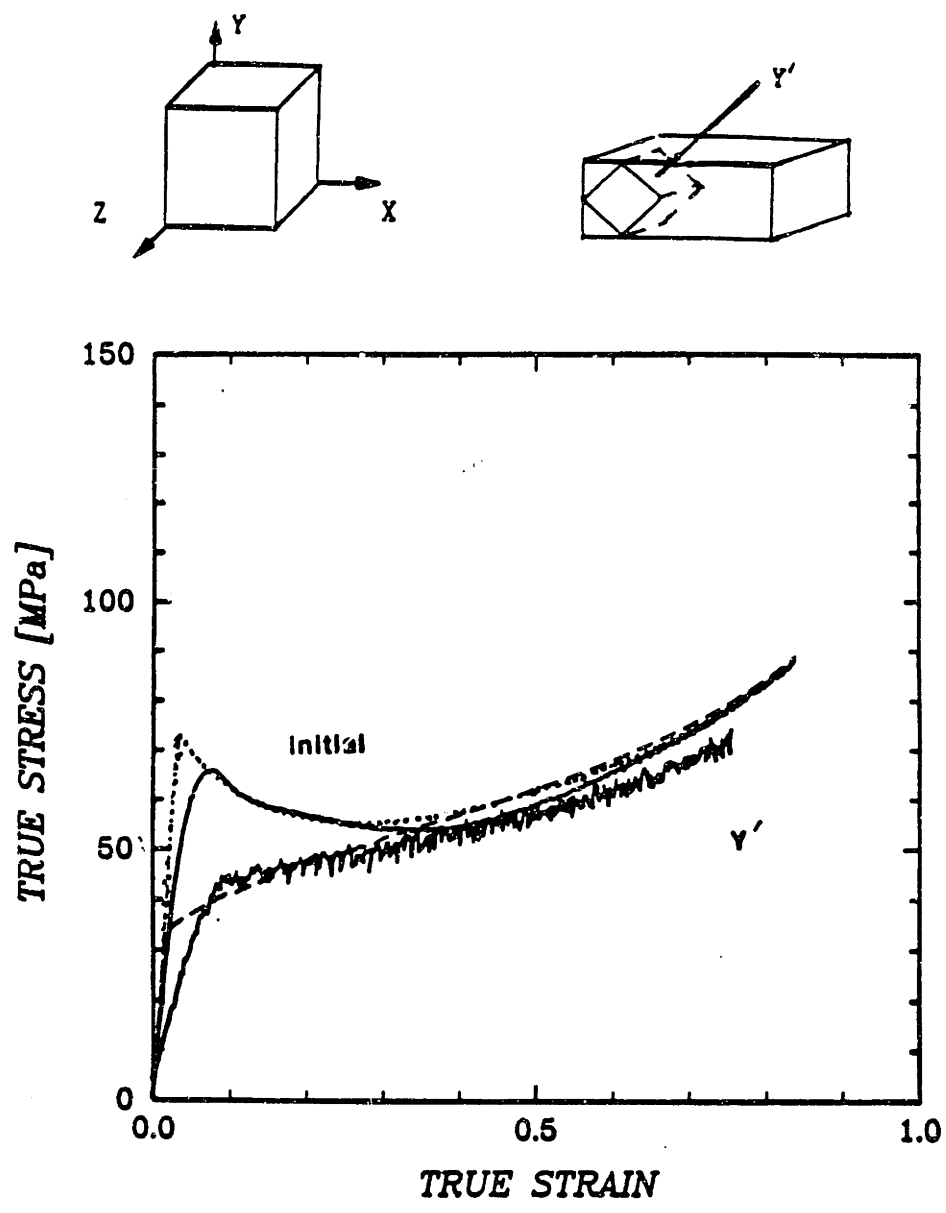 Y
Y′
Z
X
150
100
50
0
TRUE STRESS [MPa]
initial
Y′
0.0
0.5
1.0
TRUE STRAIN